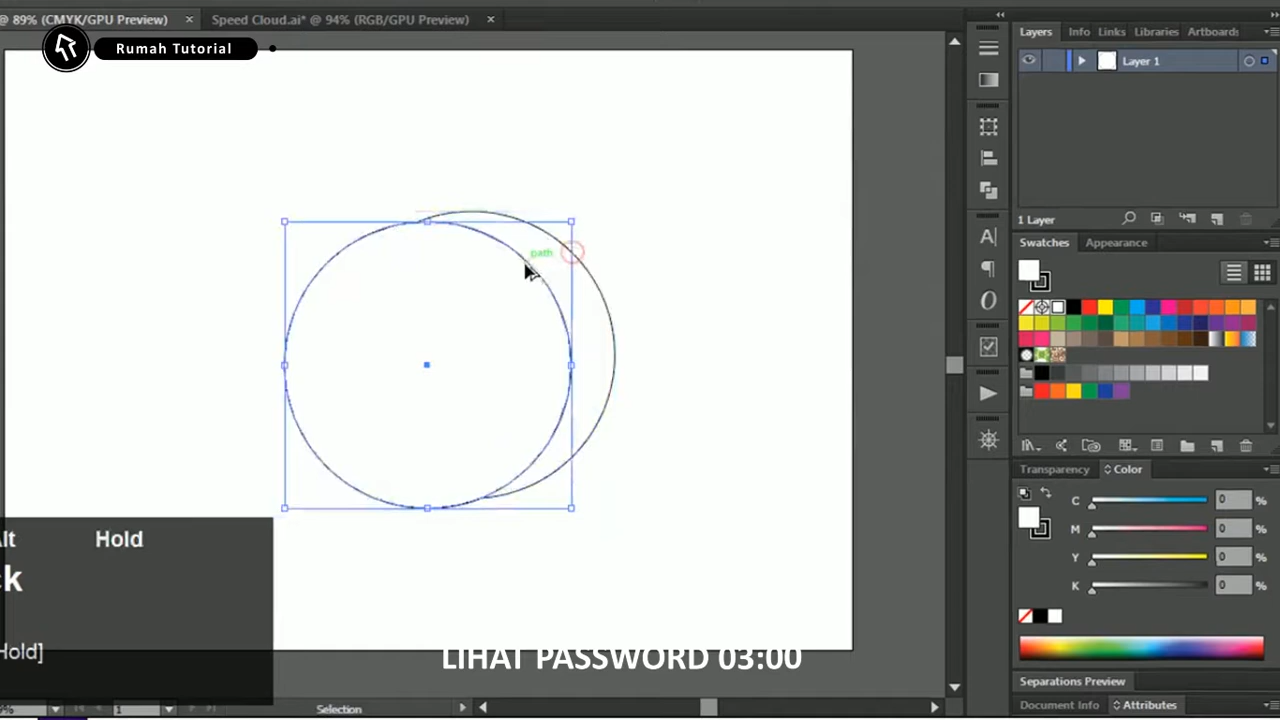 @ 89% (CMYK/GPU Preview) × Speed Cloud.ai* @ 94% (RGB/GPU Preview) ×
Rumah Tutorial
Layers Info Links Libraries Artboards
Layer 1
1 Layer
Swatches Appearance
path
Transparency Color
C 0 %
M 0 %
Y 0 %
K 0 %
Separations Preview
Document Info Attributes
Alt Hold
ck
Hold]
LIHAT PASSWORD 03:00
1
Selection